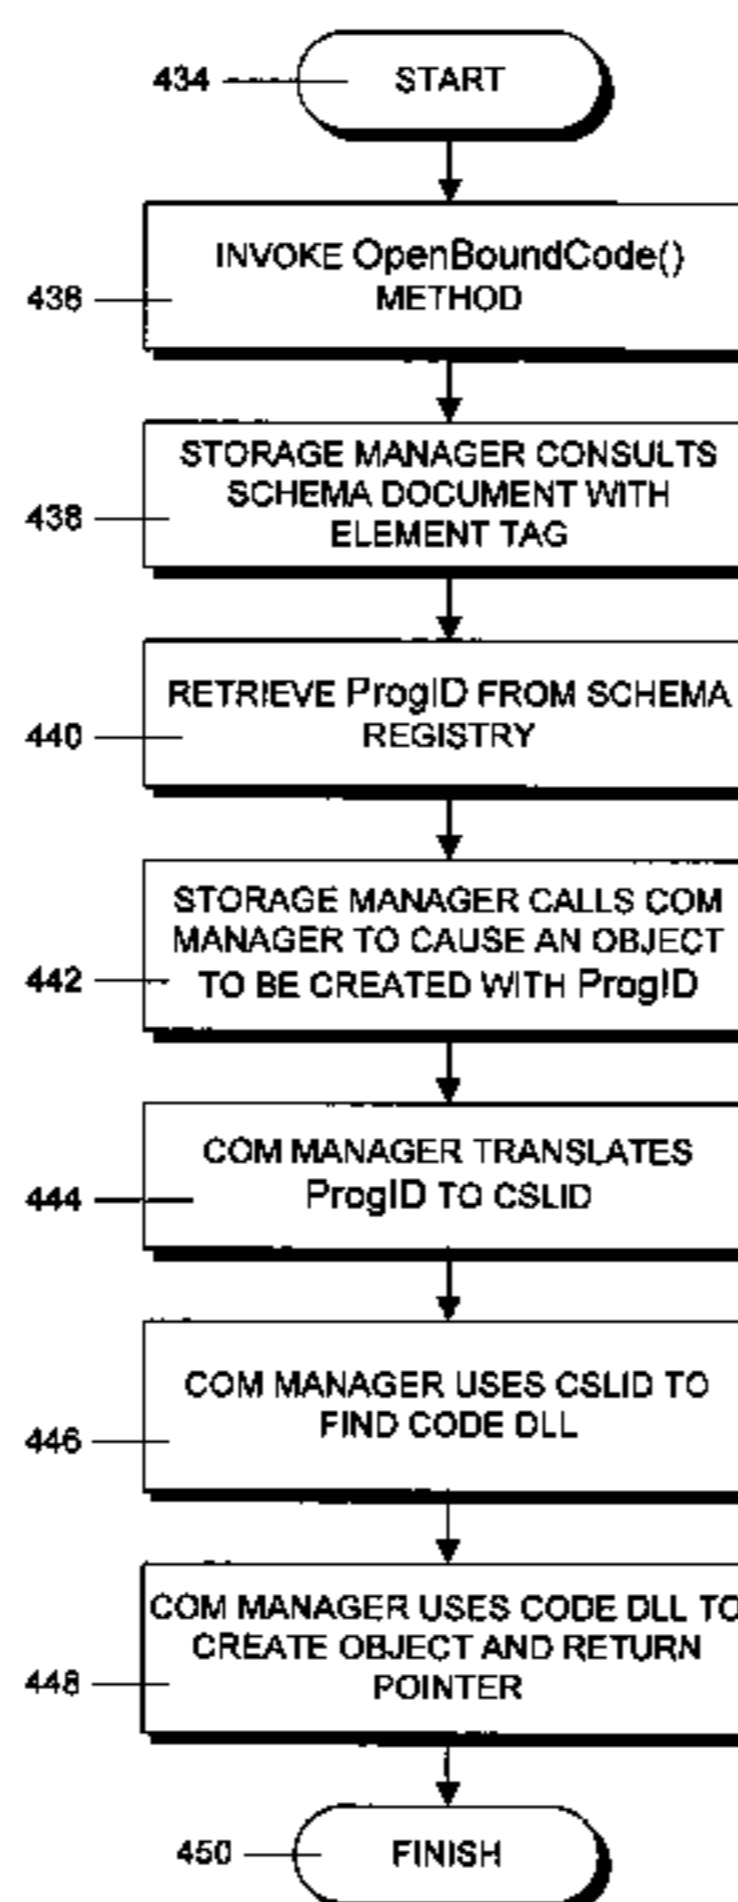 434 START
INVOKE OpenBoundCode()
METHOD
436
STORAGE MANAGER CONSULTS
SCHEMA DOCUMENT WITH
ELEMENT TAG
438
RETRIEVE ProgID FROM SCHEMA
REGISTRY
440
STORAGE MANAGER CALLS COM
MANAGER TO CAUSE AN OBJECT
TO BE CREATED WITH ProgID
442
COM MANAGER TRANSLATES
ProgID TO CSLID
444
COM MANAGER USES CSLID TO
FIND CODE DLL
446
COM MANAGER USES CODE DLL TO
CREATE OBJECT AND RETURN
POINTER
448
450 FINISH